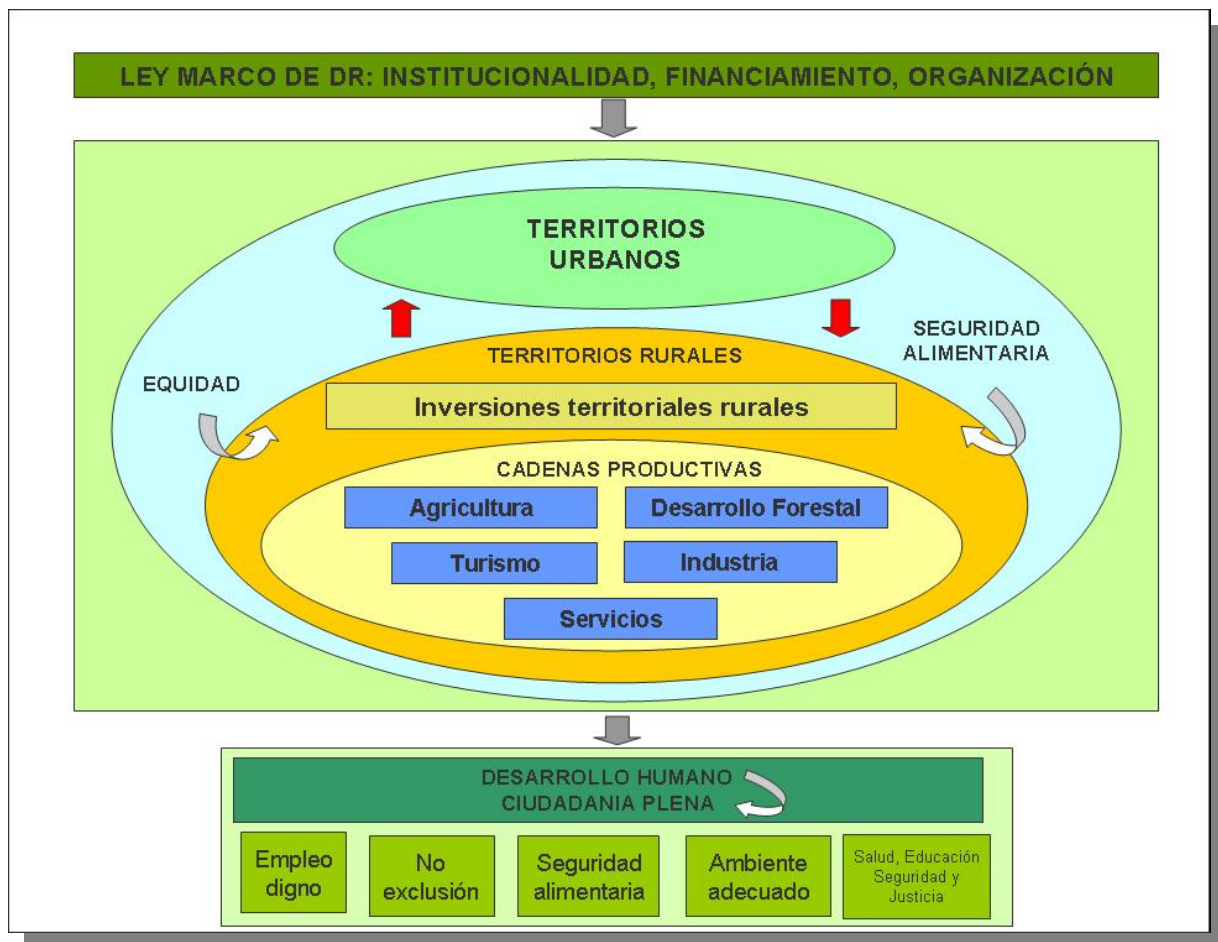 LEY MARCO DE DR: INSTITUCIONALIDAD, FINANCIAMIENTO, ORGANIZACIÓN
TERRITORIOS
URBANOS
SEGURIDAD
ALIMENTARIA
EQUIDAD
TERRITORIOS RURALES
Inversiones territoriales rurales
CADENAS PRODUCTIVAS
Agricultura
Desarrollo Forestal
Turismo
Industria
Servicios
DESARROLLO HUMANO
CIUDADANIA PLENA
Empleo
digno
No
exclusión
Seguridad
alimentaria
Ambiente
adecuado
Salud, Educación
Seguridad y
Justicia